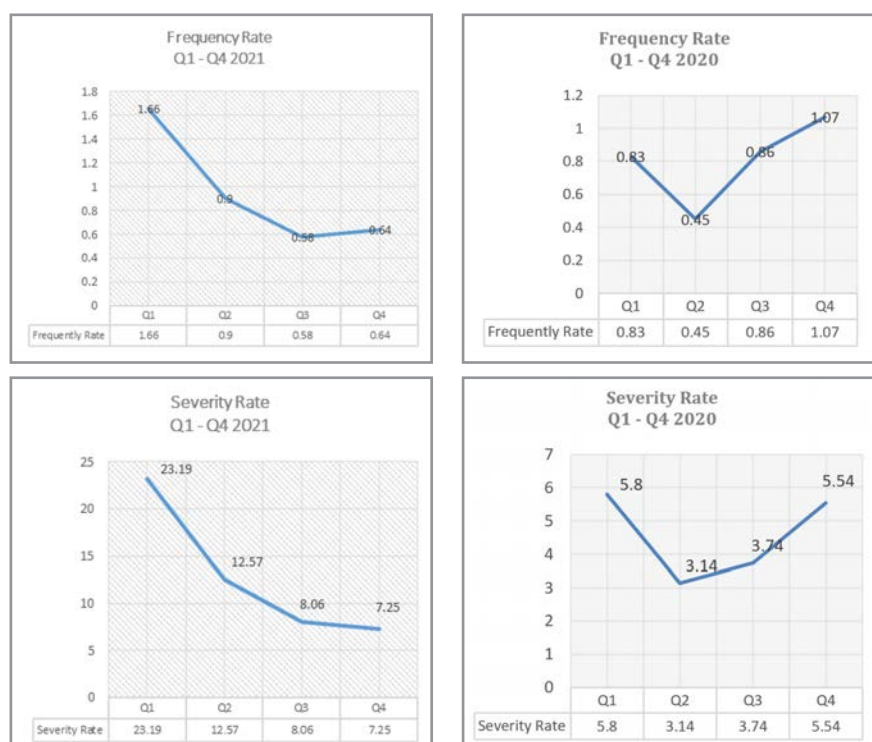 Frequency Rate
Q1 - Q4 2021
1.8
1.6
1.4
1.2
1
0.8
0.6
0.4
0.2
0
1.66
0.9
0.58
0.64
Q1 Q2 Q3 Q4
Frequently Rate 1.66 0.9 0.58 0.64
Frequency Rate
Q1 - Q4 2020
1.2
1
0.8
0.6
0.4
0.2
0
0.83
0.45
0.86
1.07
Q1 Q2 Q3 Q4
Frequently Rate 0.83 0.45 0.86 1.07
Severity Rate
Q1 - Q4 2021
25
20
15
10
5
0
23.19
12.57
8.06
7.25
Q1 Q2 Q3 Q4
Severity Rate 23.19 12.57 8.06 7.25
Severity Rate
Q1 - Q4 2020
7
6
5
4
3
2
1
0
5.8
3.14
3.74
5.54
Q1 Q2 Q3 Q4
Severity Rate 5.8 3.14 3.74 5.54